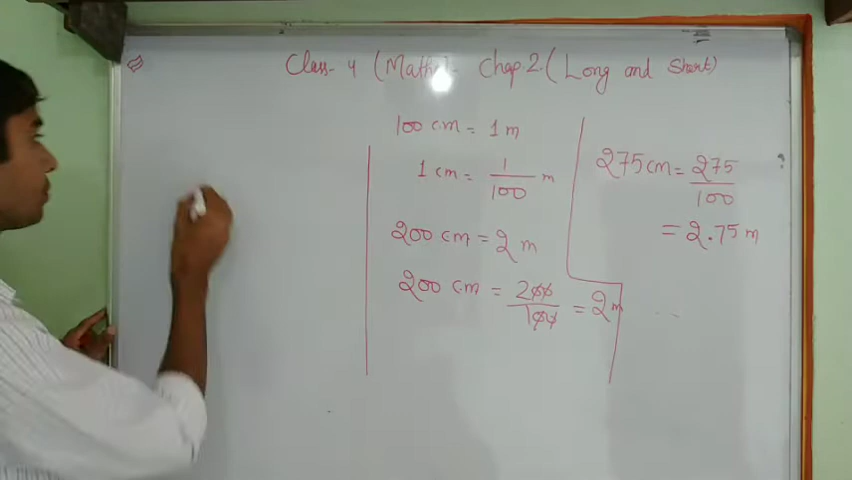 Class- 4 (Maths)- Chap.2 (Long and Short)
100 cm = 1 m
1 cm = 1/100 m
200 cm = 2 m
200 cm = 200/100 = 2 m
275 cm = 275/100
= 2.75 m